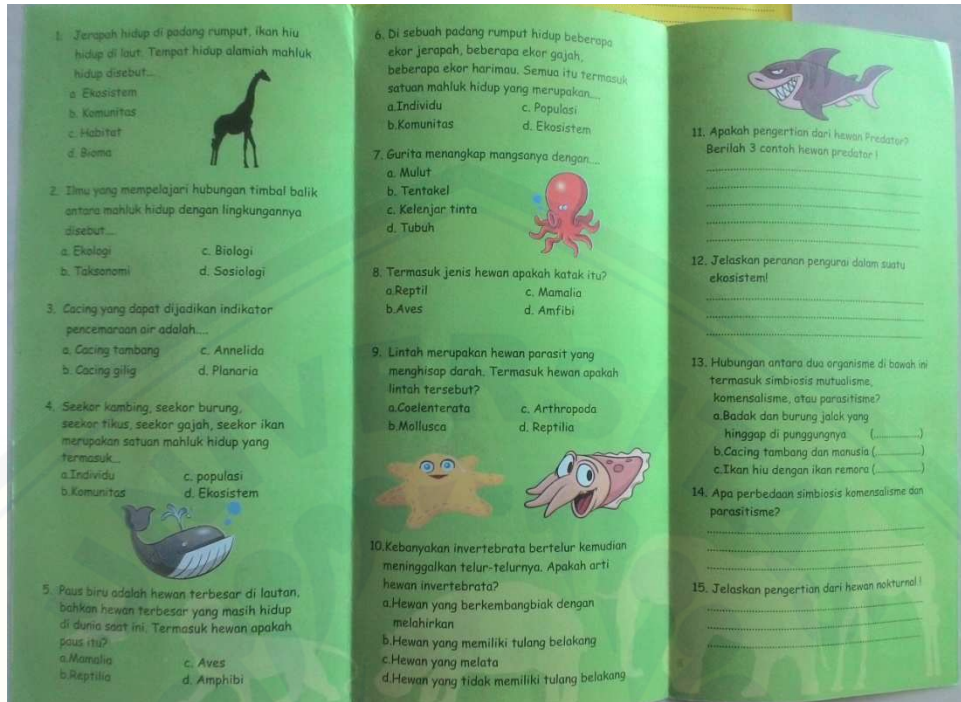 1. Jerapah hidup di padang rumput, ikan hiu
hidup di laut. Tempat hidup alamiah mahluk
hidup disebut...
a. Ekosistem
b. Komunitas
c. Habitat
d. Bioma
2. Ilmu yang mempelajari hubungan timbal balik
antara mahluk hidup dengan lingkungannya
disebut....
a. Ekologi c. Biologi
b. Taksonomi d. Sosiologi
3. Cacing yang dapat dijadikan indikator
pencemaraan air adalah....
a. Cacing tambang c. Annelida
b. Cacing gilig d. Planaria
4. Seekor kambing, seekor burung,
seekor tikus, seekor gajah, seekor ikan
merupakan satuan mahluk hidup yang
termasuk...
a.Individu c. populasi
b.Komunitas d. Ekosistem
5. Paus biru adalah hewan terbesar di lautan,
bahkan hewan terbesar yang masih hidup
di dunia saat ini. Termasuk hewan apakah
paus itu?
a.Mamalia c. Aves
b.Reptilia d. Amphibi
6. Di sebuah padang rumput hidup beberapa
ekor jerapah, beberapa ekor gajah,
beberapa ekor harimau. Semua itu termasuk
satuan mahluk hidup yang merupakan....
a.Individu c. Populasi
b.Komunitas d. Ekosistem
7. Gurita menangkap mangsanya dengan....
a. Mulut
b. Tentakel
c. Kelenjar tinta
d. Tubuh
8. Termasuk jenis hewan apakah katak itu?
a.Reptil c. Mamalia
b.Aves d. Amfibi
9. Lintah merupakan hewan parasit yang
menghisap darah. Termasuk hewan apakah
lintah tersebut?
a.Coelenterata c. Arthropoda
b.Mollusca d. Reptilia
10.Kebanyakan invertebrata bertelur kemudian
meninggalkan telur-telurnya. Apakah arti
hewan invertebrata?
a.Hewan yang berkembangbiak dengan
melahirkan
b.Hewan yang memiliki tulang belakang
c.Hewan yang melata
d.Hewan yang tidak memiliki tulang belakang
11. Apakah pengertian dari hewan Predator?
Berilah 3 contoh hewan predator !
12. Jelaskan peranan pengurai dalam suatu
ekosistem!
13. Hubungan antara dua organisme di bawah ini
termasuk simbiosis mutualisme,
komensalisme, atau parasitisme?
a.Badak dan burung jalak yang
hinggap di punggungnya (............)
b.Cacing tambang dan manusia (............)
c.Ikan hiu dengan ikan remora (............)
14. Apa perbedaan simbiosis komensalisme dan
parasitisme?
15. Jelaskan pengertian dari hewan nokturnal !